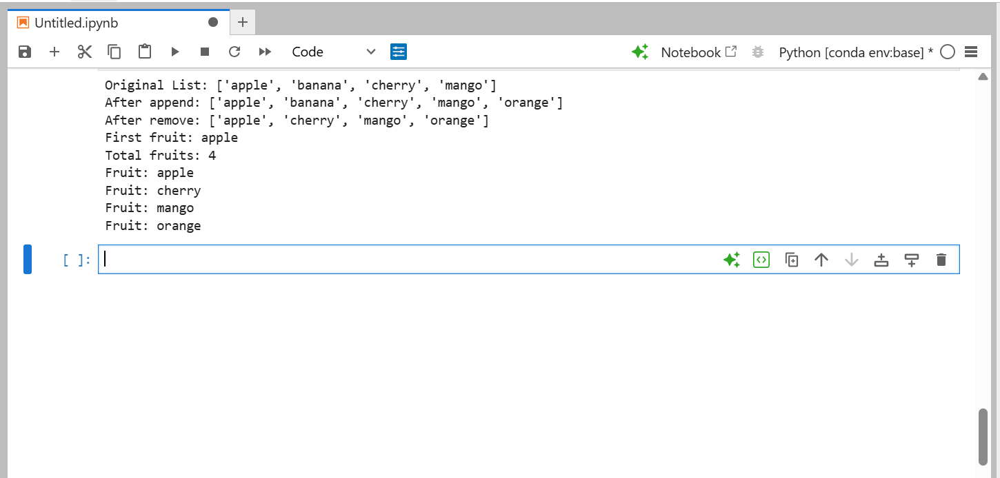 Untitled.ipynb
Code Notebook Python [conda env:base] *
Original List: ['apple', 'banana', 'cherry', 'mango']
After append: ['apple', 'banana', 'cherry', 'mango', 'orange']
After remove: ['apple', 'cherry', 'mango', 'orange']
First fruit: apple
Total fruits: 4
Fruit: apple
Fruit: cherry
Fruit: mango
Fruit: orange
[ ]: